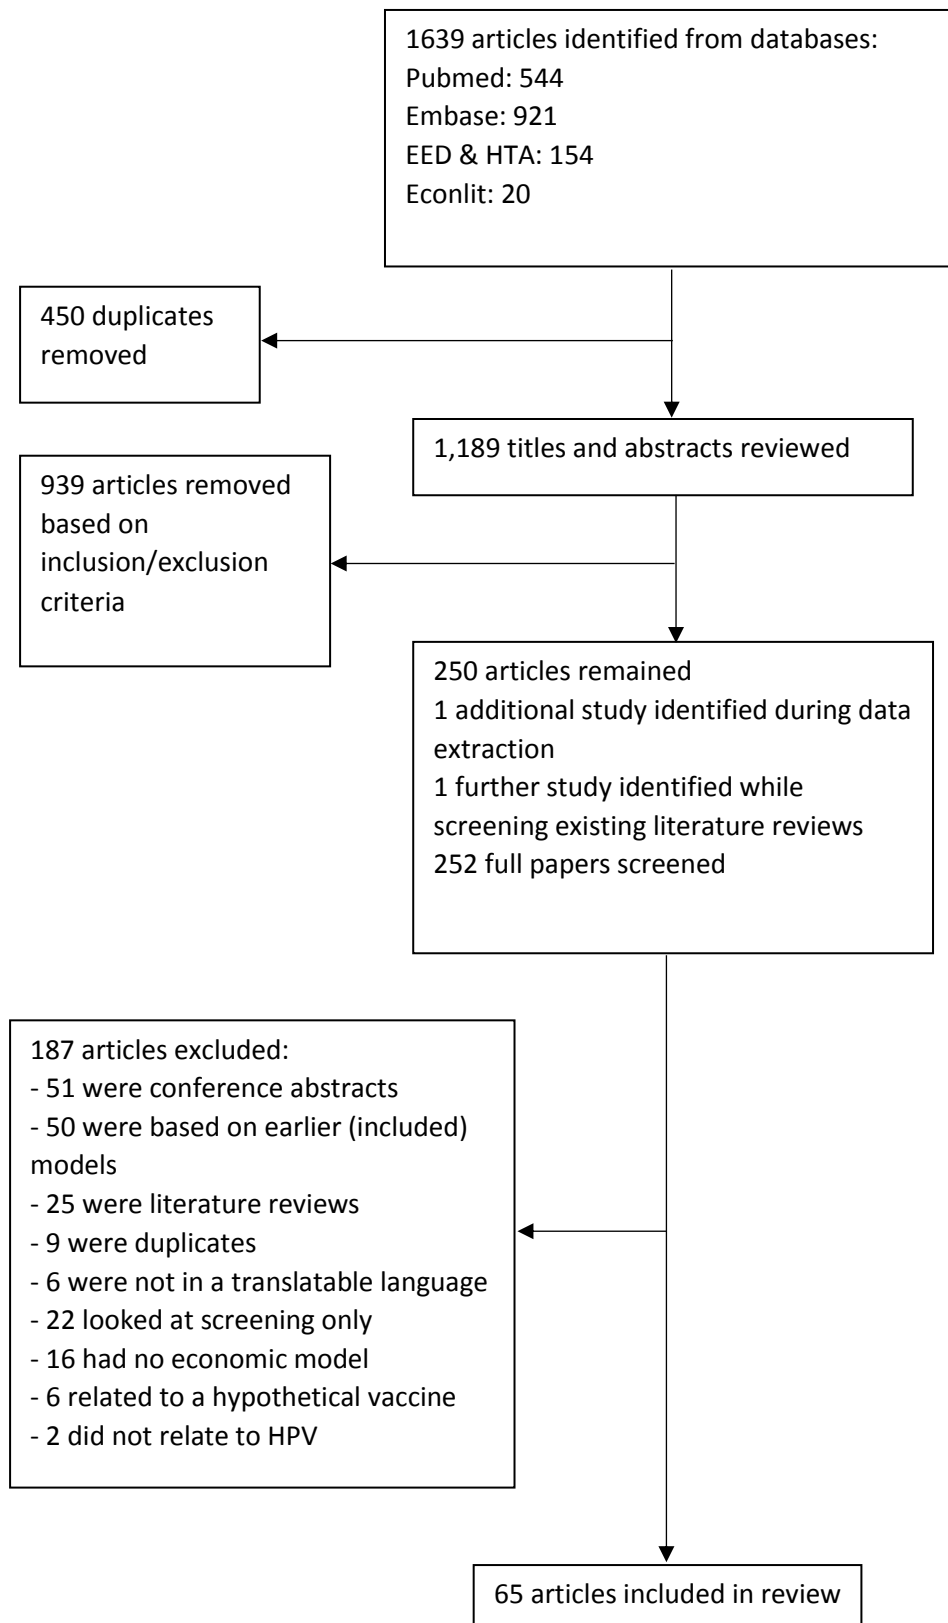 1639 articles identified from databases:
Pubmed: 544
Embase: 921
EED & HTA: 154
Econlit: 20
450 duplicates
removed
1,189 titles and abstracts reviewed
939 articles removed
based on
inclusion/exclusion
criteria
250 articles remained
1 additional study identified during data
extraction
1 further study identified while
screening existing literature reviews
252 full papers screened
187 articles excluded:
- 51 were conference abstracts
- 50 were based on earlier (included)
models
- 25 were literature reviews
- 9 were duplicates
- 6 were not in a translatable language
- 22 looked at screening only
- 16 had no economic model
- 6 related to a hypothetical vaccine
- 2 did not relate to HPV
65 articles included in review